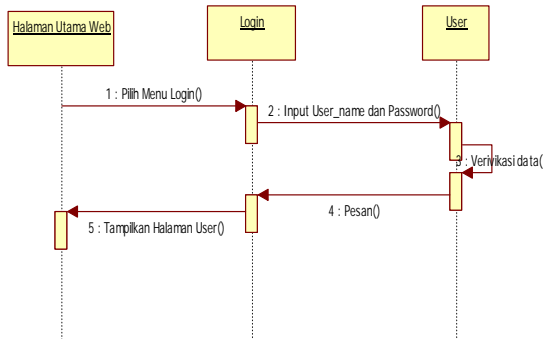 Halaman Utama Web
Login
User
1 : Pilih Menu Login()
2 : Input User_name dan Password()
3 : Verivikasi data(
4 : Pesan()
5 : Tampilkan Halaman User()